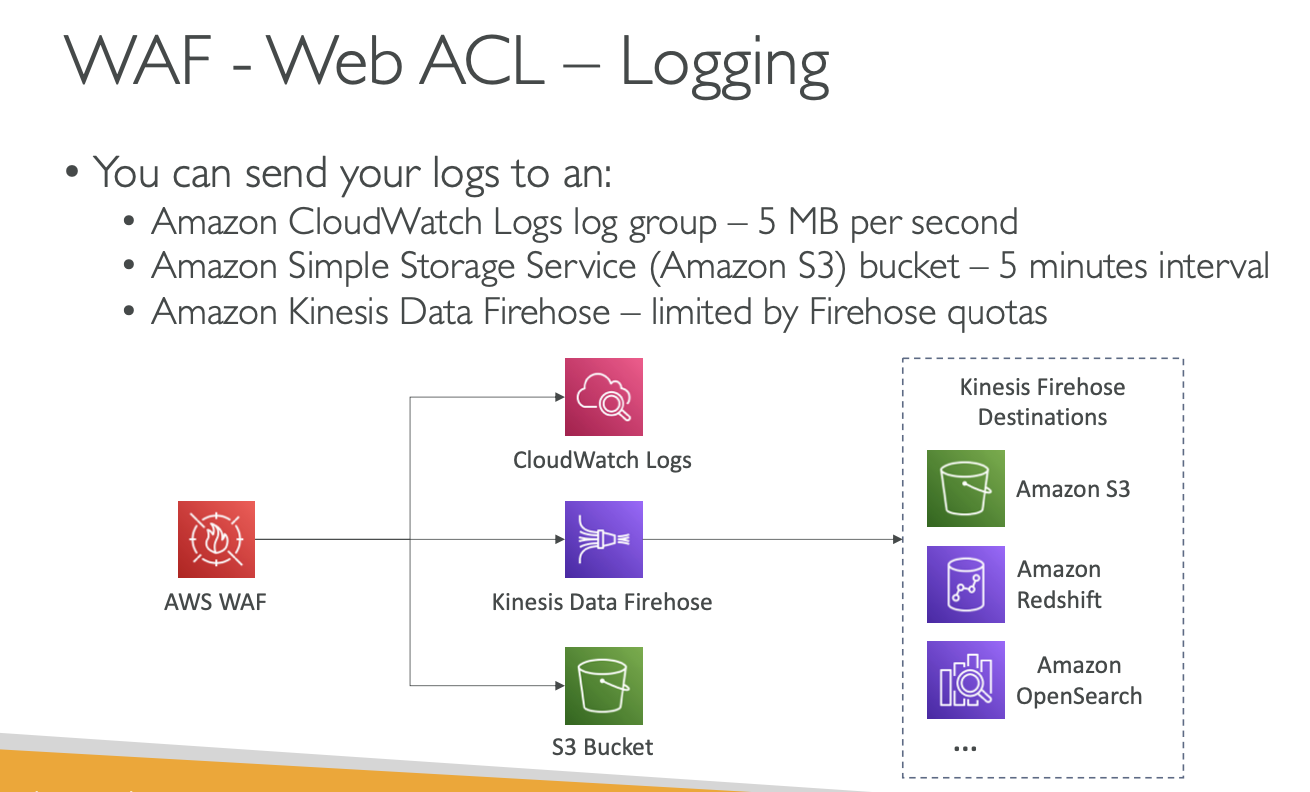 WAF - Web ACL – Logging
• You can send your logs to an:
• Amazon CloudWatch Logs log group – 5 MB per second
• Amazon Simple Storage Service (Amazon S3) bucket – 5 minutes interval
• Amazon Kinesis Data Firehose – limited by Firehose quotas
AWS WAF
CloudWatch Logs
Kinesis Data Firehose
S3 Bucket
Kinesis Firehose
Destinations
Amazon S3
Amazon
Redshift
Amazon
OpenSearch
...